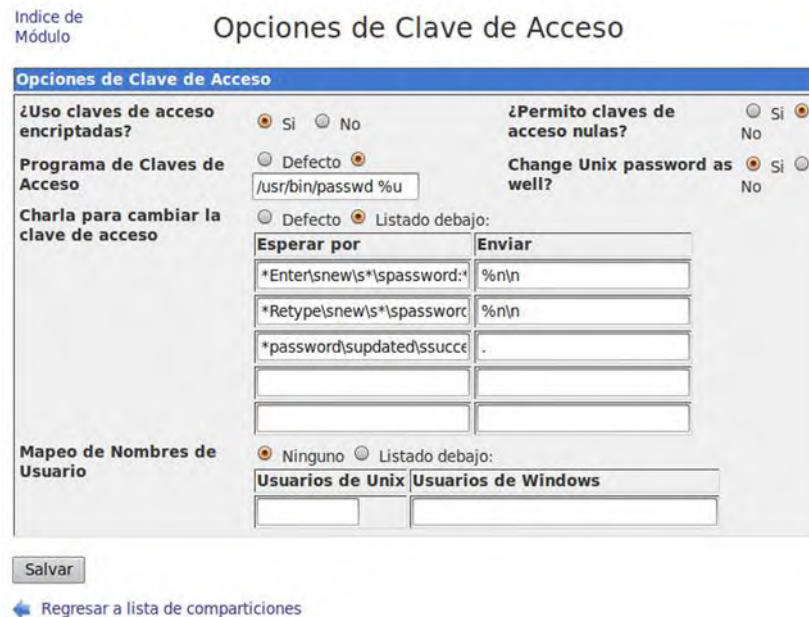 Indice de
Módulo
Opciones de Clave de Acceso
Opciones de Clave de Acceso
¿Uso claves de acceso
encriptadas?
Si No
¿Permito claves de
acceso nulas?
Si
No
Programa de Claves de
Acceso
Defecto
/usr/bin/passwd %u
Change Unix password as
well?
Si
No
Charla para cambiar la
clave de acceso
Defecto Listado debajo:
Esperar por Enviar
*Enter\snew\s*\spassword:* %n\n
*Retype\snew\s*\spassword %n\n
*password\supdated\ssucce .
Mapeo de Nombres de
Usuario
Ninguno Listado debajo:
Usuarios de Unix Usuarios de Windows
Salvar
Regresar a lista de comparticiones